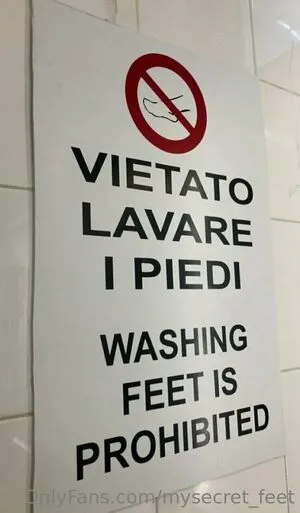 VIETATO
LAVARE
I PIEDI
WASHING
FEET IS
PROHIBITED
OnlyFans.com/mysecret_feet